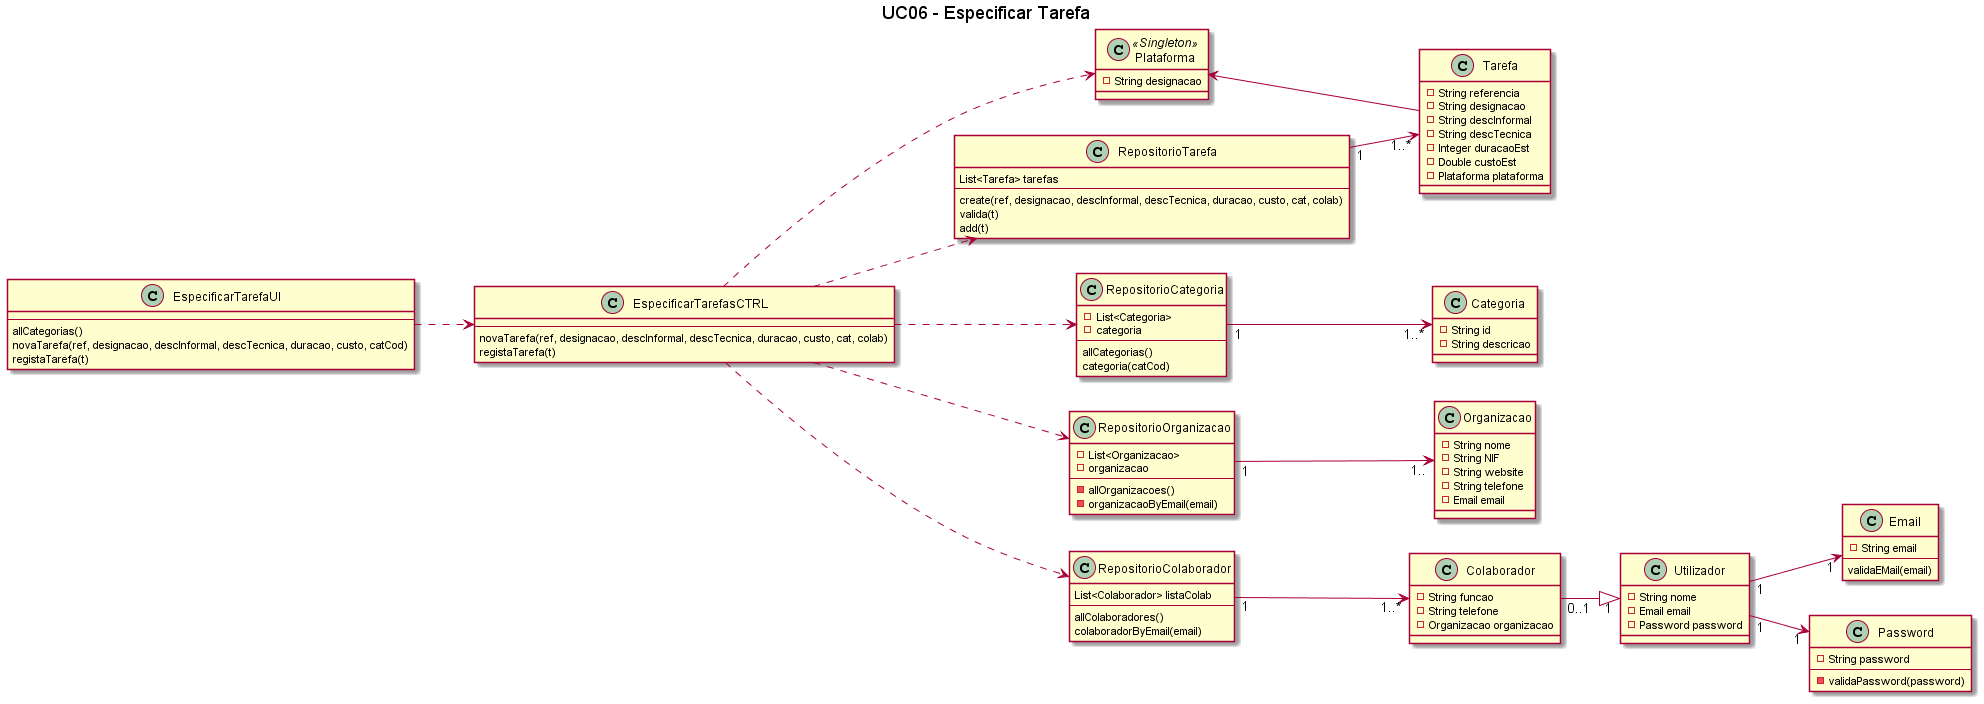 UC06 - Especificar Tarefa
C «Singleton»
Plataforma
String designacao
C Tarefa
String referencia
String designacao
String descInformal
String descTecnica
Integer duracaoEst
Double custoEst
Plataforma plataforma
C RepositorioTarefa
List<Tarefa> tarefas
create(ref, designacao, descInformal, descTecnica, duracao, custo, cat, colab)
valida(t)
add(t)
1
1..*
C EspecificarTarefaUI
allCategorias()
novaTarefa(ref, designacao, descInformal, descTecnica, duracao, custo, catCod)
registaTarefa(t)
C EspecificarTarefasCTRL
novaTarefa(ref, designacao, descInformal, descTecnica, duracao, custo, cat, colab)
registaTarefa(t)
C RepositorioCategoria
List<Categoria>
categoria
allCategorias()
categoria(catCod)
1
1..*
C Categoria
String id
String descricao
C RepositorioOrganizacao
List<Organizacao>
organizacao
allOrganizacoes()
organizacaoByEmail(email)
1
1..
C Organizacao
String nome
String NIF
String website
String telefone
Email email
C RepositorioColaborador
List<Colaborador> listaColab
allColaboradores()
colaboradorByEmail(email)
1
1..*
C Colaborador
String funcao
String telefone
Organizacao organizacao
0..1
1
C Utilizador
String nome
Email email
Password password
1
1
C Email
String email
validaEMail(email)
1
1
C Password
String password
validaPassword(password)